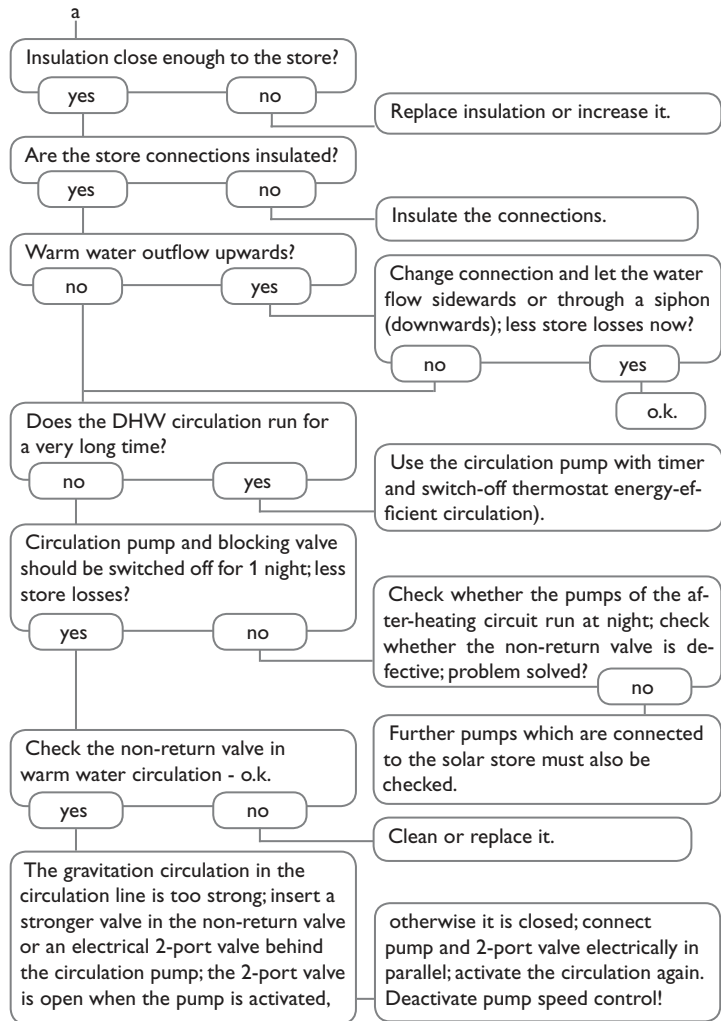 a
Insulation close enough to the store?
yes
no
Replace insulation or increase it.
Are the store connections insulated?
yes
no
Insulate the connections.
Warm water outflow upwards?
no
yes
Change connection and let the water
flow sidewards or through a siphon
(downwards); less store losses now?
no
yes
o.k.
Does the DHW circulation run for
a very long time?
no
yes
Use the circulation pump with timer
and switch-off thermostat energy-ef-
ficient circulation).
Circulation pump and blocking valve
should be switched off for 1 night; less
store losses?
yes
no
Check whether the pumps of the af-
ter-heating circuit run at night; check
whether the non-return valve is de-
fective; problem solved?
no
Further pumps which are connected
to the solar store must also be
checked.
Check the non-return valve in
warm water circulation - o.k.
yes
no
Clean or replace it.
The gravitation circulation in the
circulation line is too strong; insert a
stronger valve in the non-return valve
or an electrical 2-port valve behind
the circulation pump; the 2-port valve
is open when the pump is activated,
otherwise it is closed; connect
pump and 2-port valve electrically in
parallel; activate the circulation again.
Deactivate pump speed control!